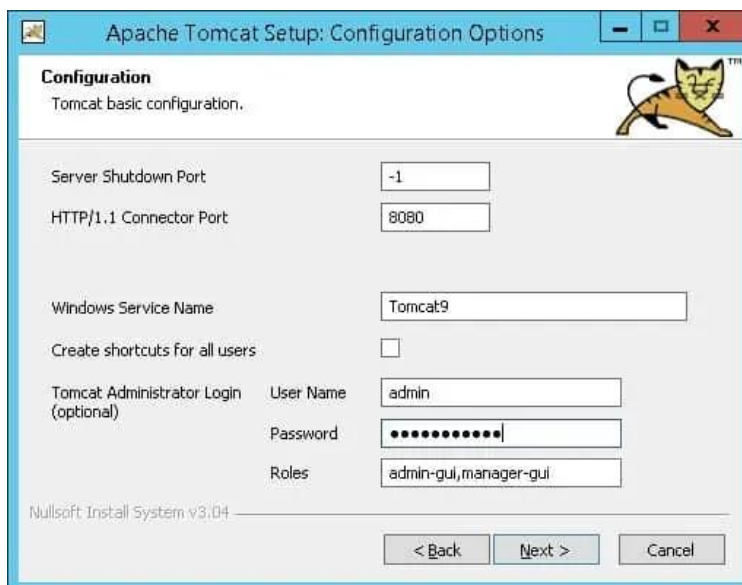 Apache Tomcat Setup: Configuration Options
Configuration
Tomcat basic configuration.
TM
Server Shutdown Port -1
HTTP/1.1 Connector Port 8080
Windows Service Name Tomcat9
Create shortcuts for all users
Tomcat Administrator Login User Name admin
(optional)
Password •••••••••••
Roles admin-gui,manager-gui
Nullsoft Install System v3.04
< Back Next > Cancel